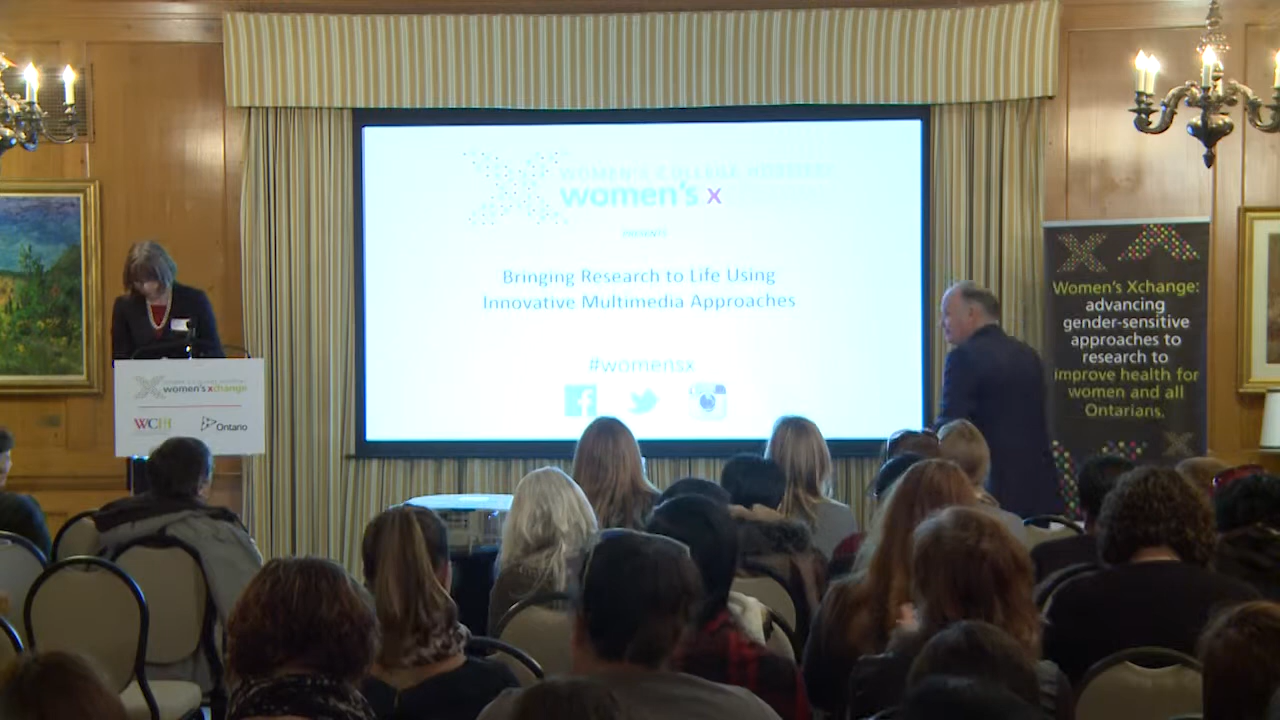 WOMEN'S COLLEGE HOSPITAL
women's x
PRESENTS
Bringing Research to Life Using
Innovative Multimedia Approaches
#womensx
women's xchange
WCH
Ontario
Women's Xchange:
advancing
gender-sensitive
approaches to
research to
improve health for
women and all
Ontarians.